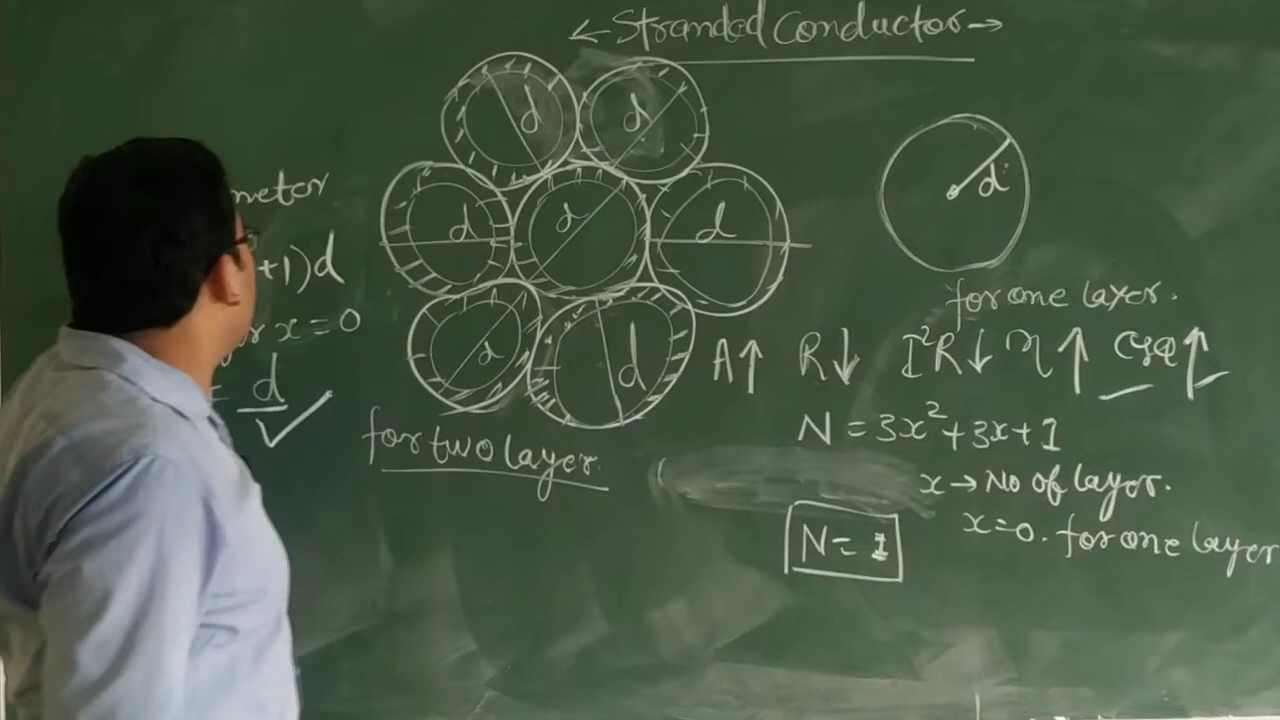 ← Stranded Conductor →
d d
d d d
d d
d
meter
+1)d
x=0
= d
for two layer.
for one layer.
A↑ R↓ I²R↓ η↑ Cost↑
N = 3x²+3x+1
x → No of layer.
x=0. for one layer
N = 1